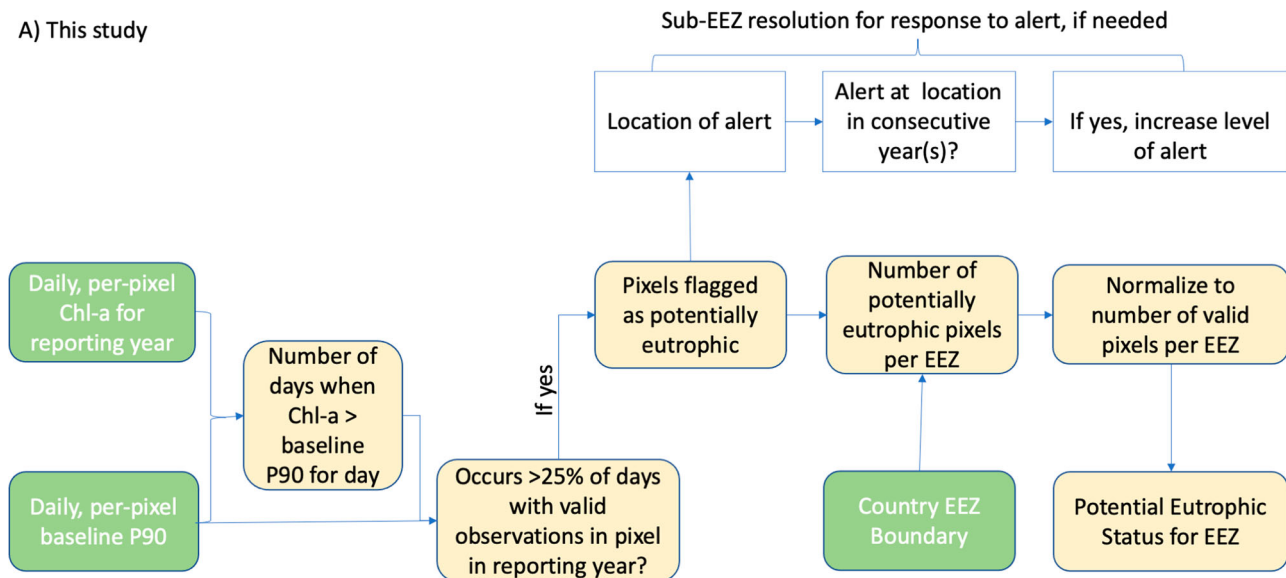 A) This study
Sub-EEZ resolution for response to alert, if needed
Location of alert
Alert at location
in consecutive
year(s)?
If yes, increase level
of alert
Daily, per-pixel
Chl-a for
reporting year
Daily, per-pixel
baseline P90
Number of
days when
Chl-a >
baseline
P90 for day
Occurs >25% of days
with valid
observations in pixel
in reporting year?
If yes
Pixels flagged
as potentially
eutrophic
Number of
potentially
eutrophic pixels
per EEZ
Normalize to
number of valid
pixels per EEZ
Country EEZ
Boundary
Potential Eutrophic
Status for EEZ